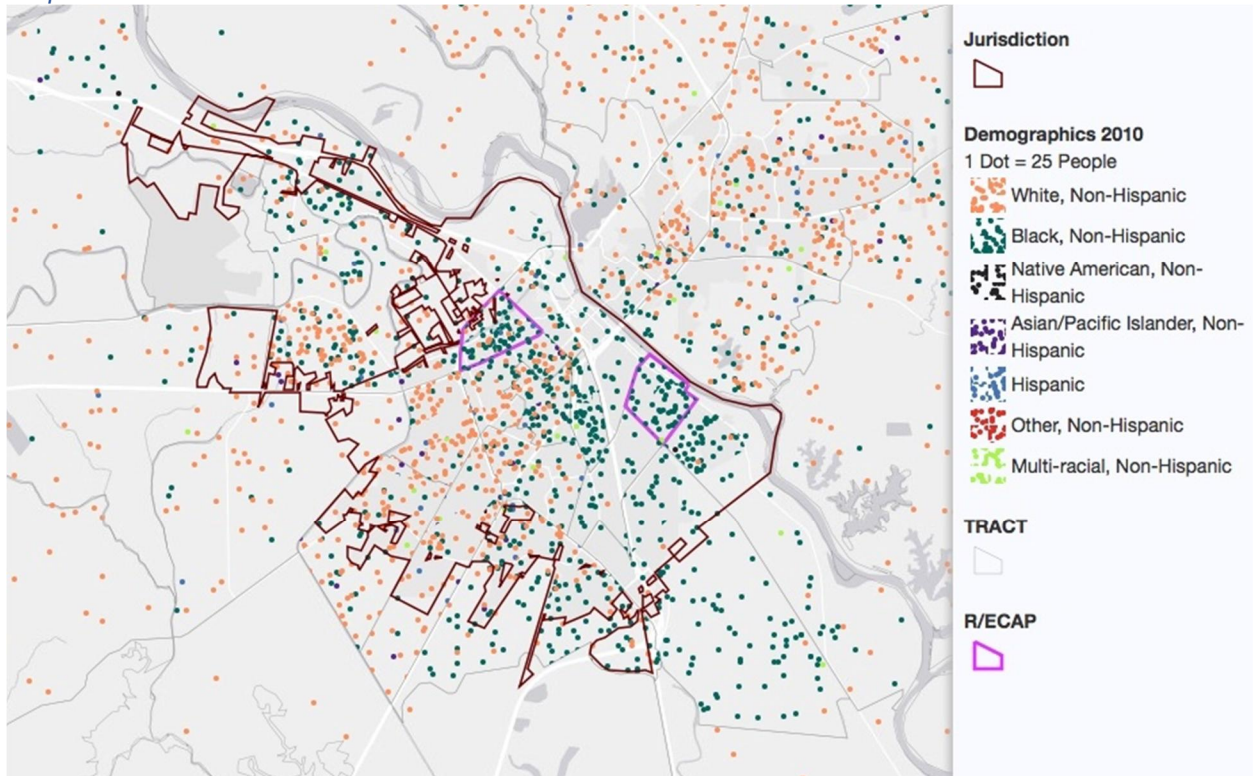 Jurisdiction
Demographics 2010
1 Dot = 25 People
White, Non-Hispanic
Black, Non-Hispanic
Native American, Non-
Hispanic
Asian/Pacific Islander, Non-
Hispanic
Hispanic
Other, Non-Hispanic
Multi-racial, Non-Hispanic
TRACT
R/ECAP